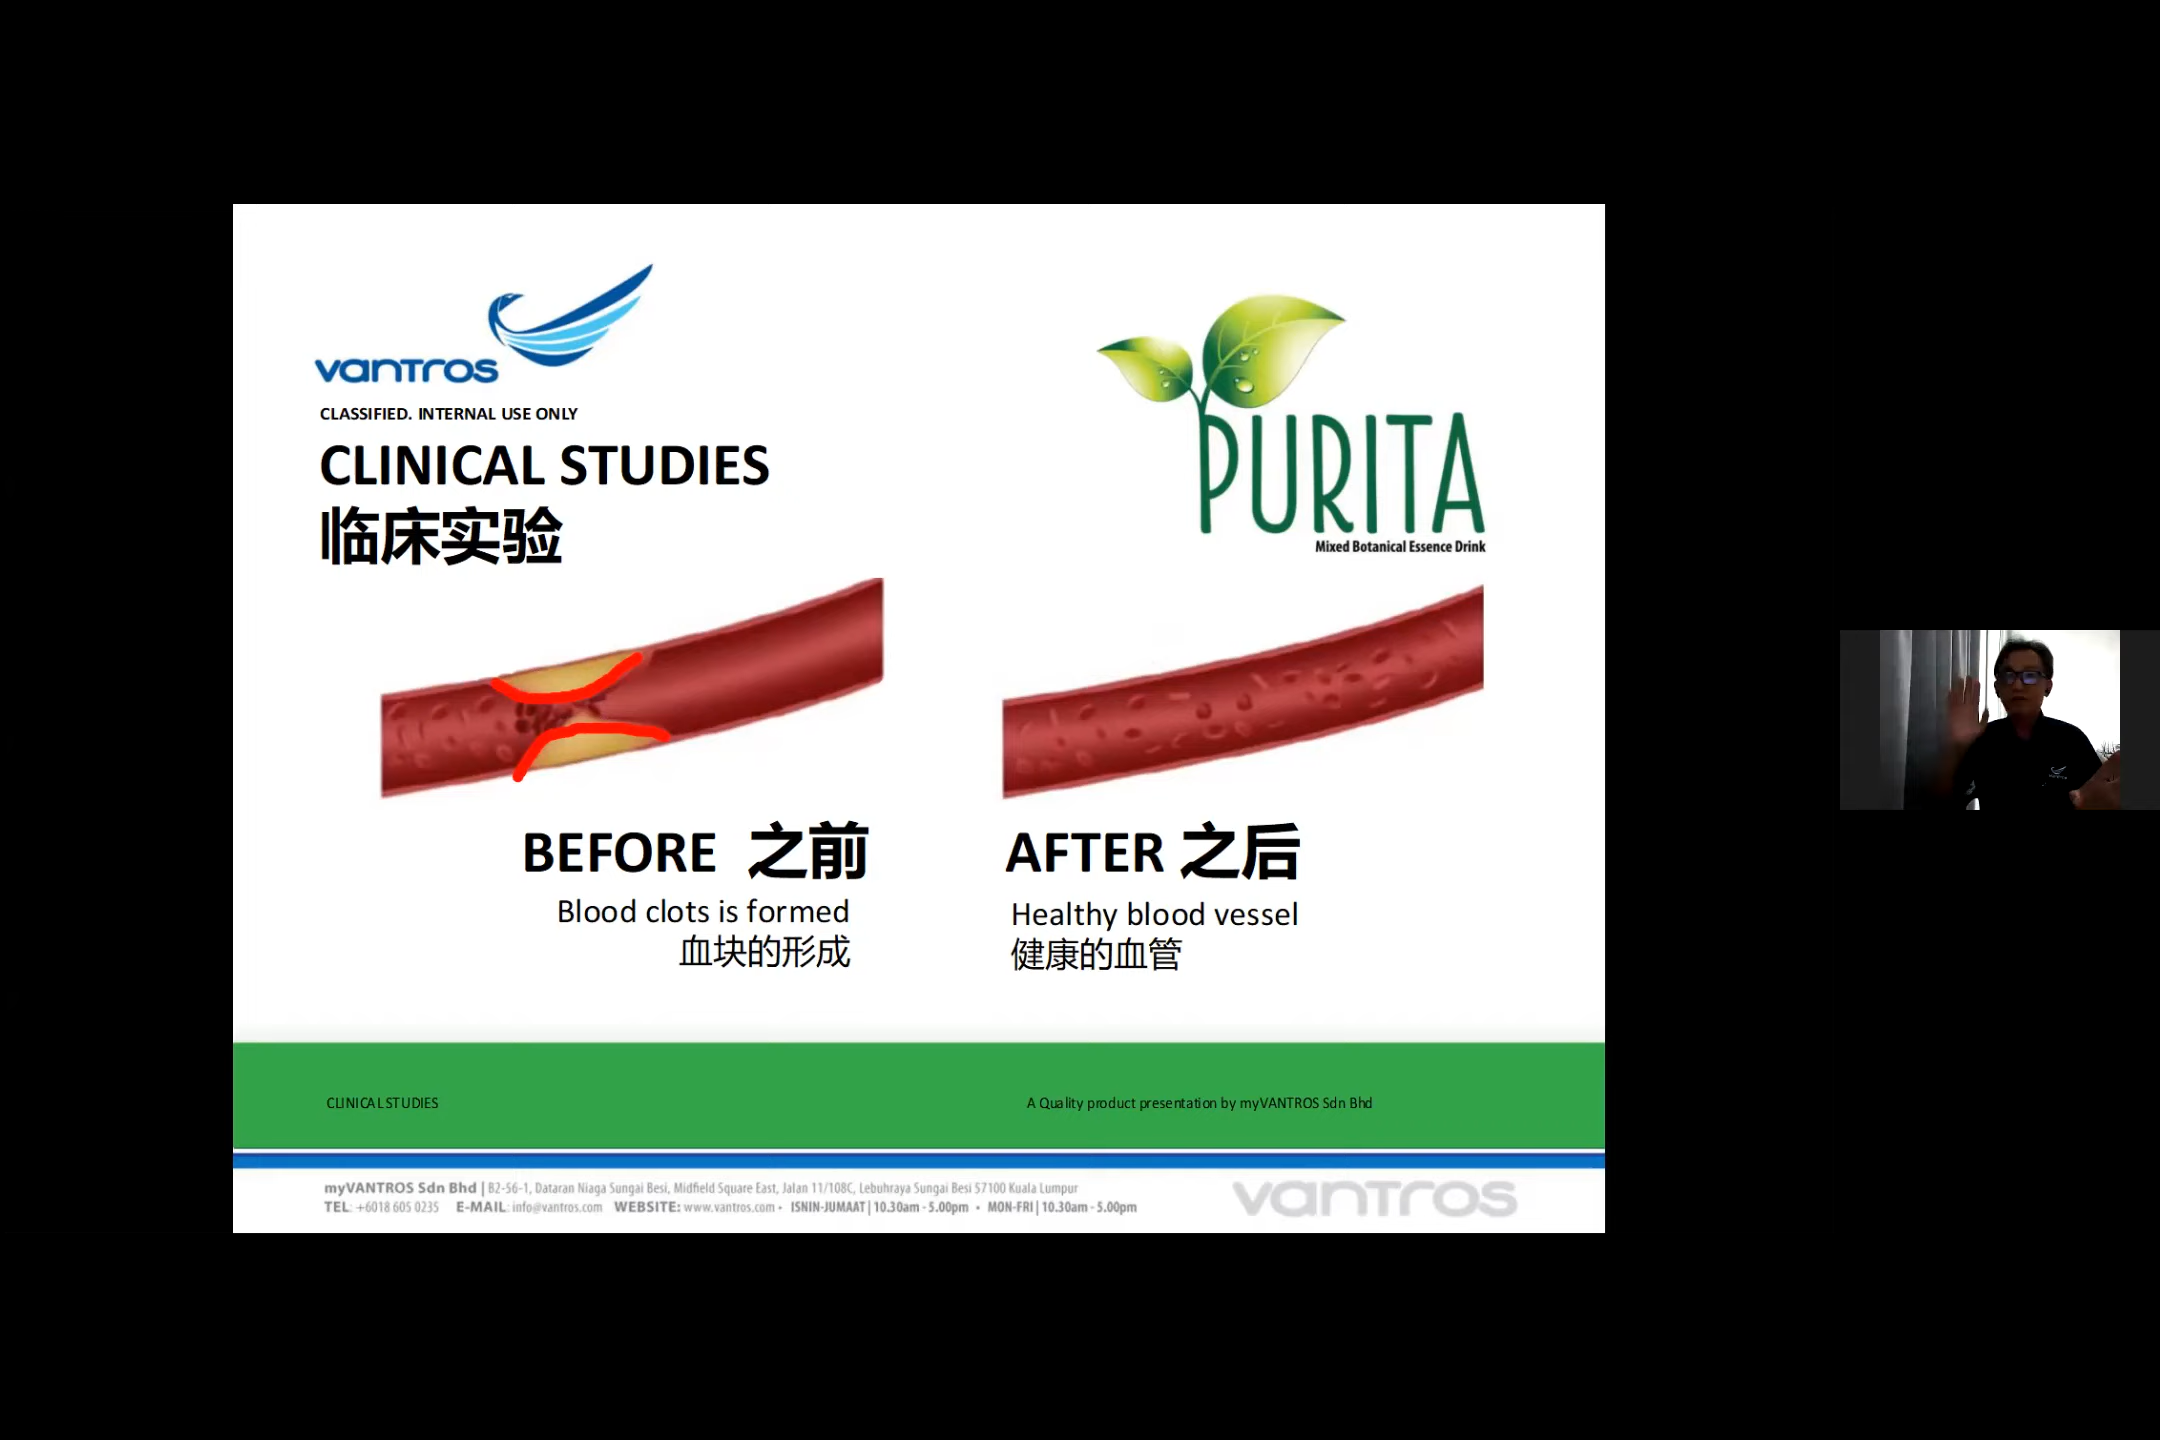 vantros
CLASSIFIED. INTERNAL USE ONLY
CLINICAL STUDIES
临床实验
PURITA
Mixed Botanical Essence Drink
BEFORE 之前
Blood clots is formed
血块的形成
AFTER 之后
Healthy blood vessel
健康的血管
CLINICAL STUDIES
A Quality product presentation by myVANTROS Sdn Bhd
myVANTROS Sdn Bhd | B2-56-1, Dataran Niaga Sungai Besi, Midfield Square East, Jalan 11/108C, Lebuhraya Sungai Besi 57100 Kuala Lumpur
TEL: +6018 605 0235 E-MAIL: info@vantros.com WEBSITE: www.vantros.com • ISNIN-JUMAAT | 10.30am - 5.00pm • MON-FRI | 10.30am - 5.00pm
vantros